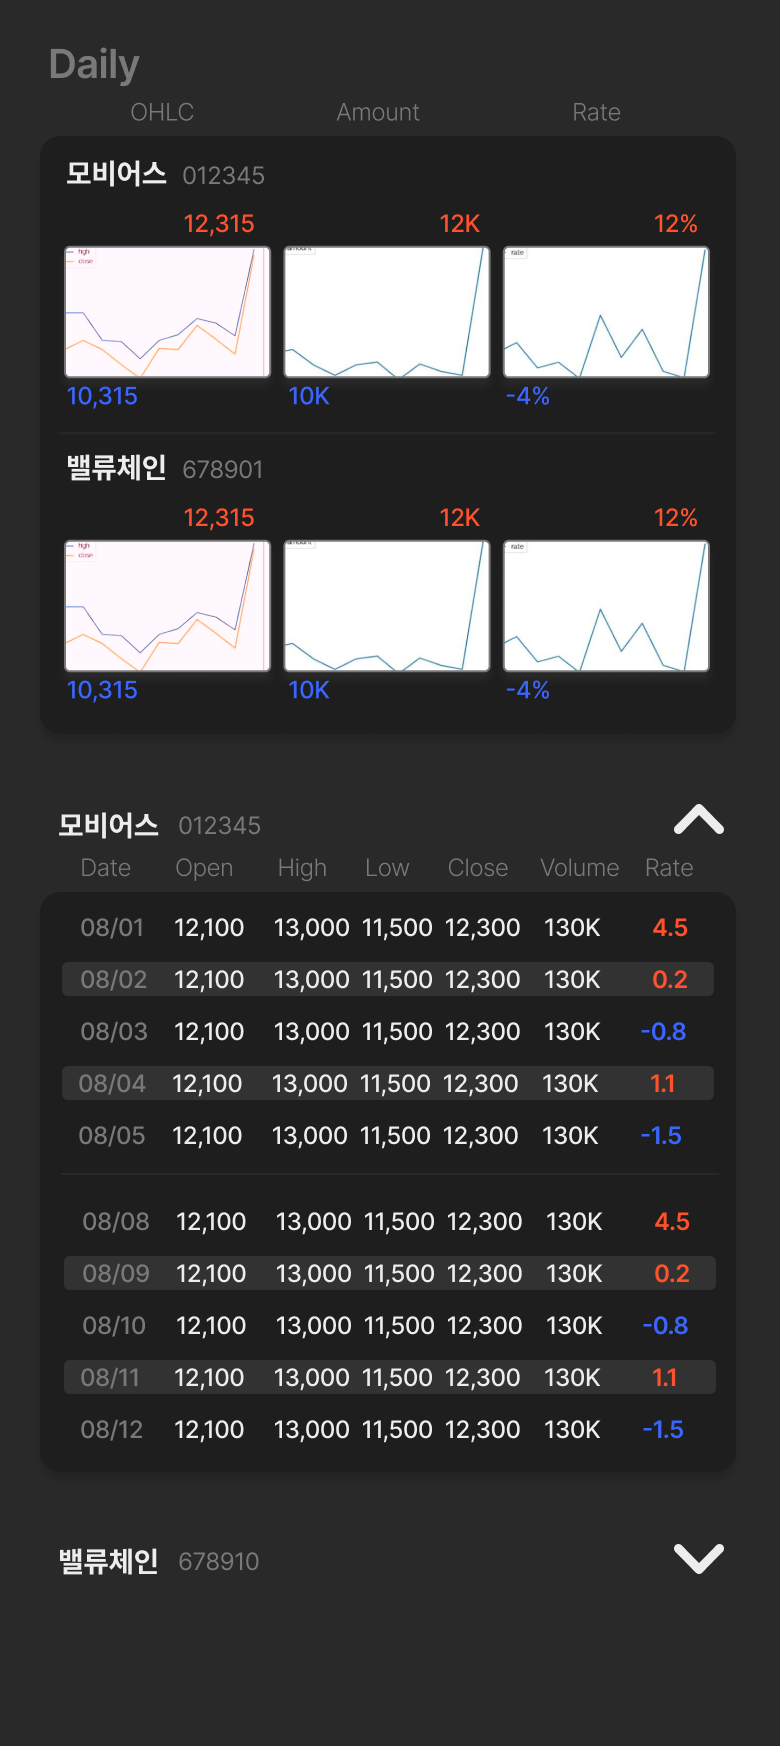 Daily
OHLC Amount Rate
모비어스 012345
12,315 12K 12%
high
close
amount
rate
10,315 10K -4%
밸류체인 678901
12,315 12K 12%
high
close
amount
rate
10,315 10K -4%
모비어스 012345
Date Open High Low Close Volume Rate
08/01 12,100 13,000 11,500 12,300 130K 4.5
08/02 12,100 13,000 11,500 12,300 130K 0.2
08/03 12,100 13,000 11,500 12,300 130K -0.8
08/04 12,100 13,000 11,500 12,300 130K 1.1
08/05 12,100 13,000 11,500 12,300 130K -1.5
08/08 12,100 13,000 11,500 12,300 130K 4.5
08/09 12,100 13,000 11,500 12,300 130K 0.2
08/10 12,100 13,000 11,500 12,300 130K -0.8
08/11 12,100 13,000 11,500 12,300 130K 1.1
08/12 12,100 13,000 11,500 12,300 130K -1.5
밸류체인 678910